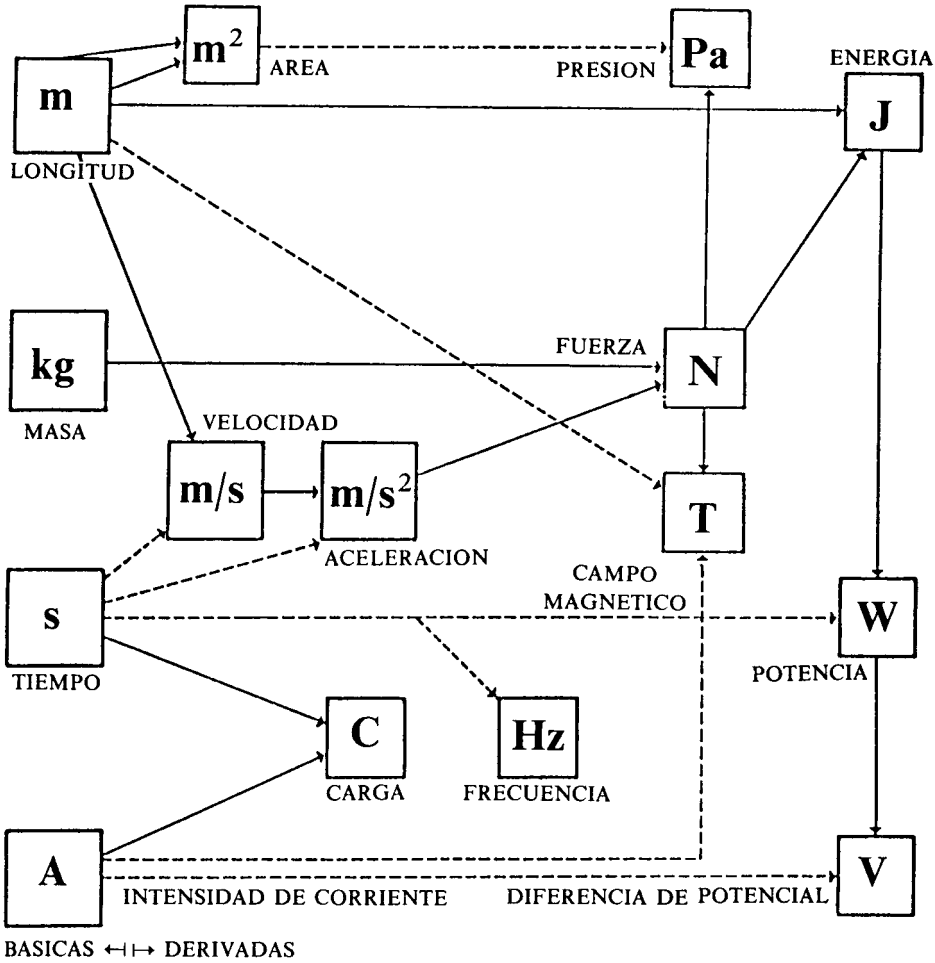 m²
Pa
AREA
PRESION
ENERGIA
m
J
LONGITUD
kg
FUERZA
N
MASA
VELOCIDAD
m/s
m/s²
T
ACELERACION
CAMPO
MAGNETICO
s
W
TIEMPO
POTENCIA
C
Hz
CARGA
FRECUENCIA
A
V
INTENSIDAD DE CORRIENTE
DIFERENCIA DE POTENCIAL
BASICAS ↤↦ DERIVADAS